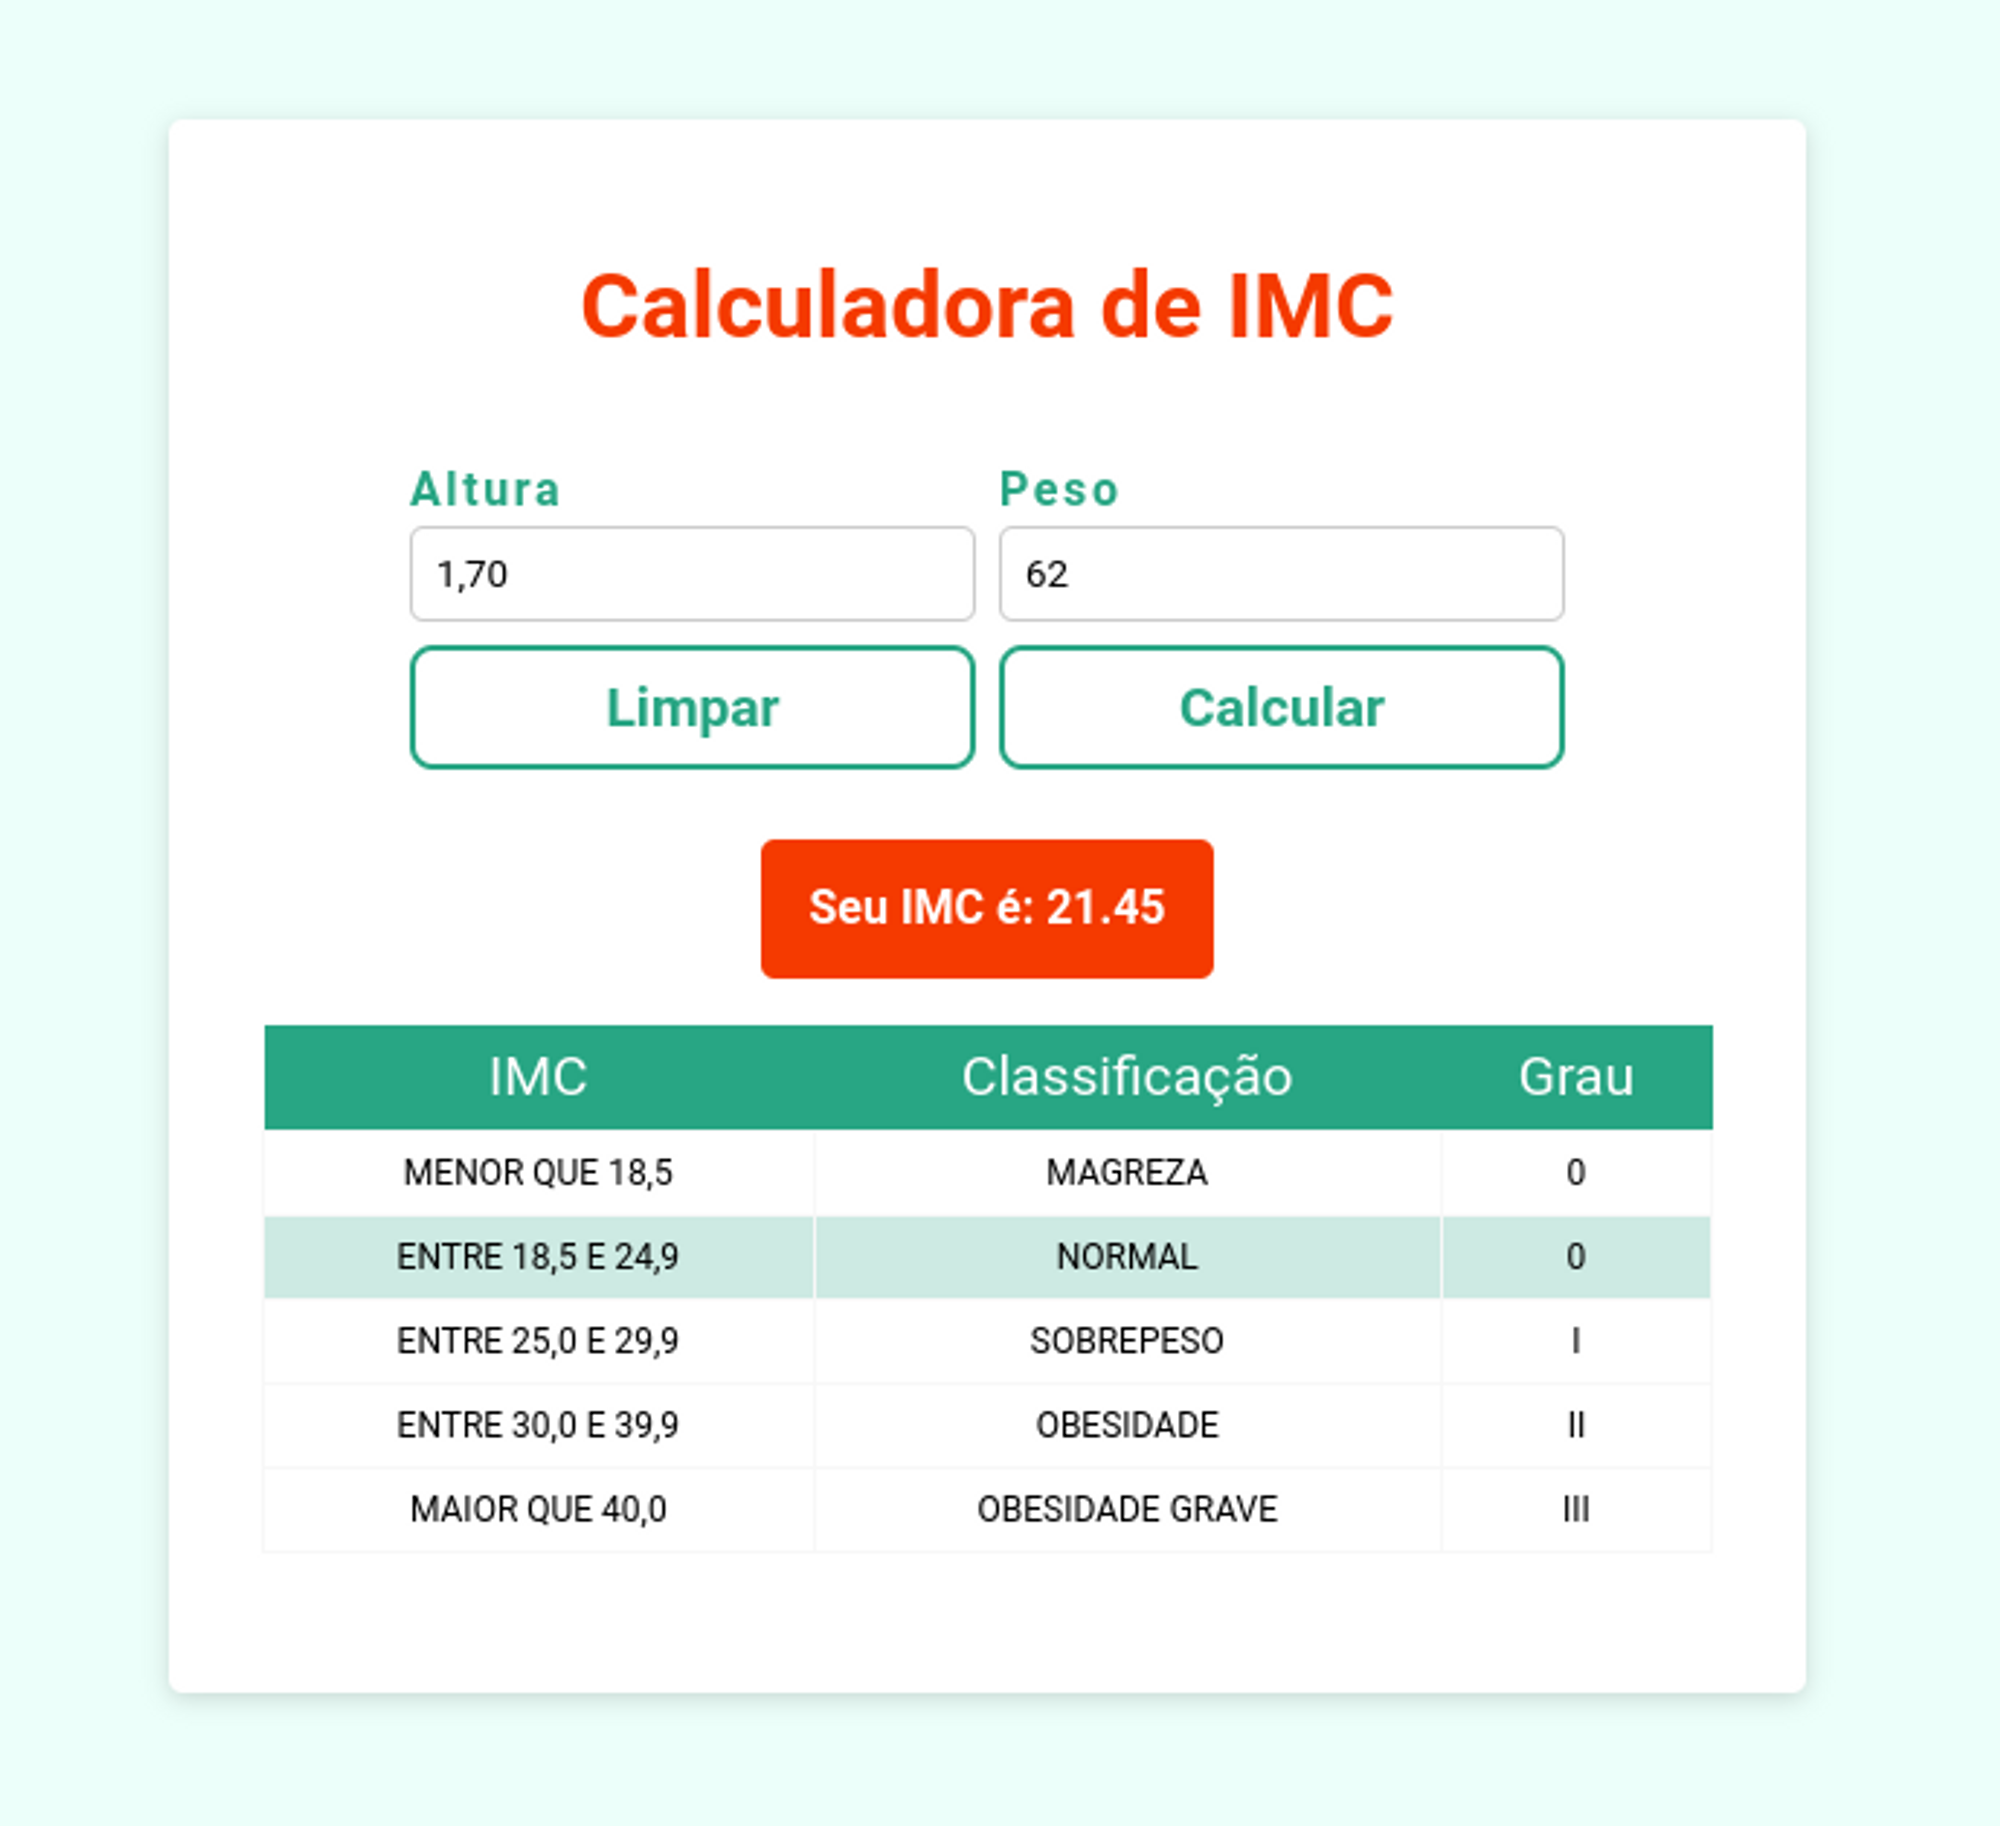 Calculadora de IMC
Altura Peso
1,70 62
Limpar Calcular
Seu IMC é: 21.45
IMC Classificação Grau
MENOR QUE 18,5 MAGREZA 0
ENTRE 18,5 E 24,9 NORMAL 0
ENTRE 25,0 E 29,9 SOBREPESO I
ENTRE 30,0 E 39,9 OBESIDADE II
MAIOR QUE 40,0 OBESIDADE GRAVE III